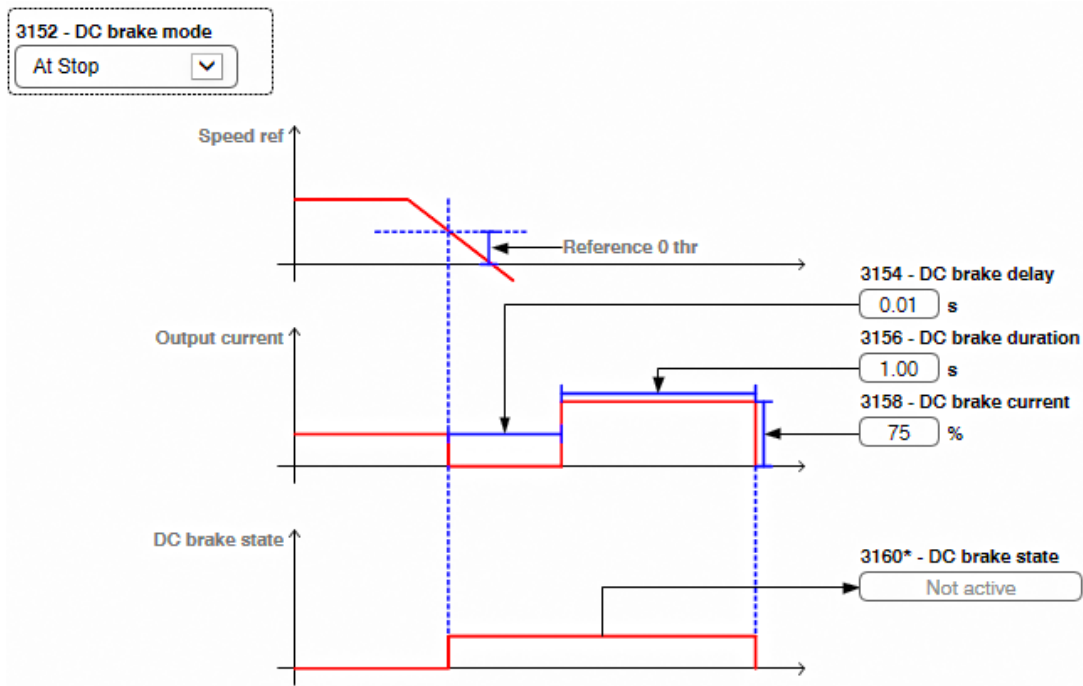 3152 - DC brake mode
At Stop
Speed ref
Reference 0 thr
3154 - DC brake delay
0.01 s
Output current
3156 - DC brake duration
1.00 s
3158 - DC brake current
75 %
DC brake state
3160* - DC brake state
Not active